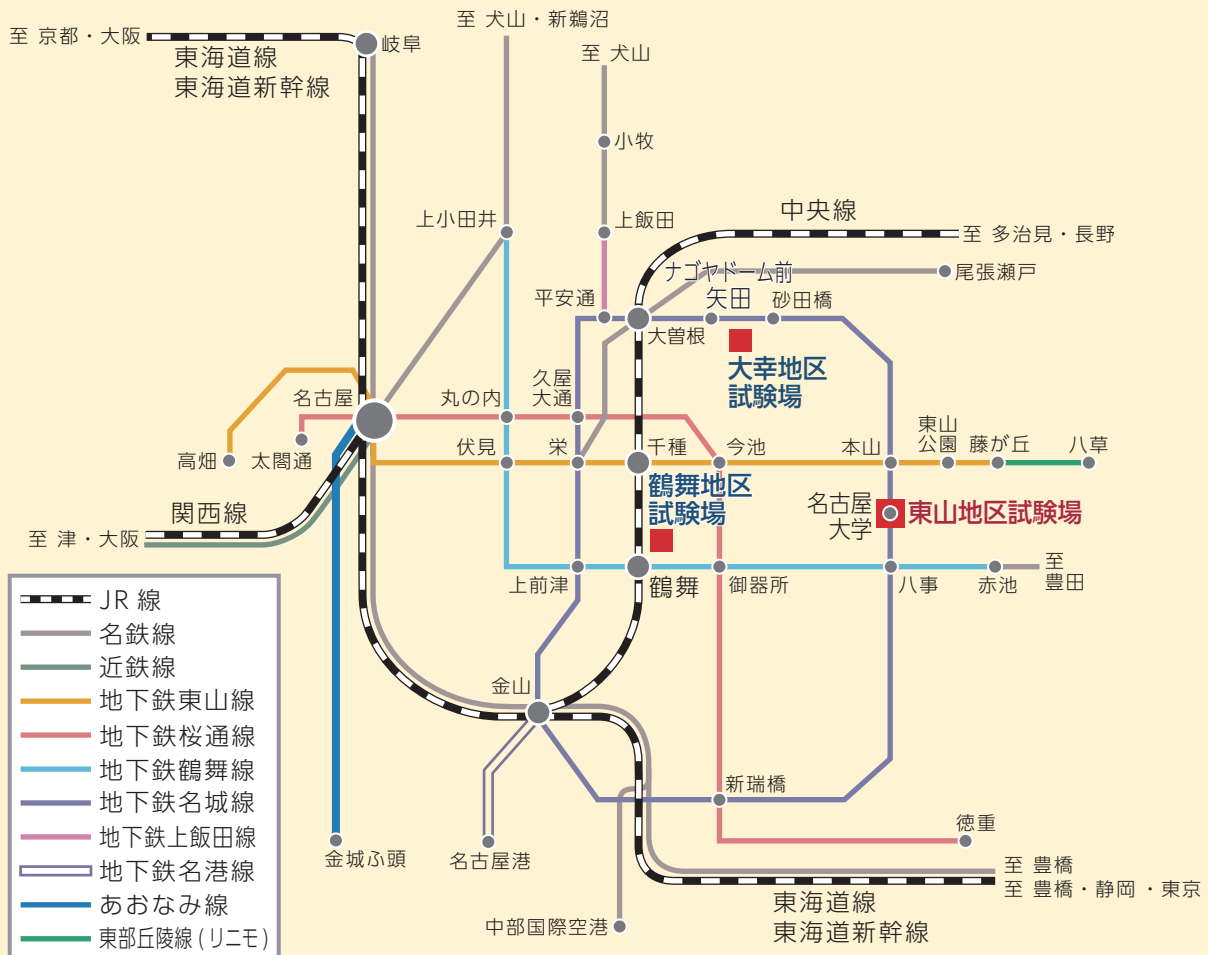 至 犬山・新鵜沼
至 京都・大阪
岐阜
東海道線
東海道新幹線
至 犬山
小牧
上小田井
上飯田
中央線
至 多治見・長野
ナゴヤドーム前
矢田
尾張瀬戸
平安通
砂田橋
大曽根
大幸地区
試験場
名古屋
丸の内
久屋
大通
高畑
太閤通
伏見
栄
千種
今池
本山
東山
公園
藤が丘
八草
鶴舞地区
試験場
名古屋
大学
東山地区試験場
関西線
至 津・大阪
上前津
鶴舞
御器所
八事
赤池
至
豊田
JR 線
名鉄線
近鉄線
地下鉄東山線
地下鉄桜通線
地下鉄鶴舞線
地下鉄名城線
地下鉄上飯田線
地下鉄名港線
あおなみ線
東部丘陵線 ( リニモ )
金山
新瑞橋
徳重
金城ふ頭
名古屋港
中部国際空港
至 豊橋
至 豊橋・静岡・東京
東海道線
東海道新幹線